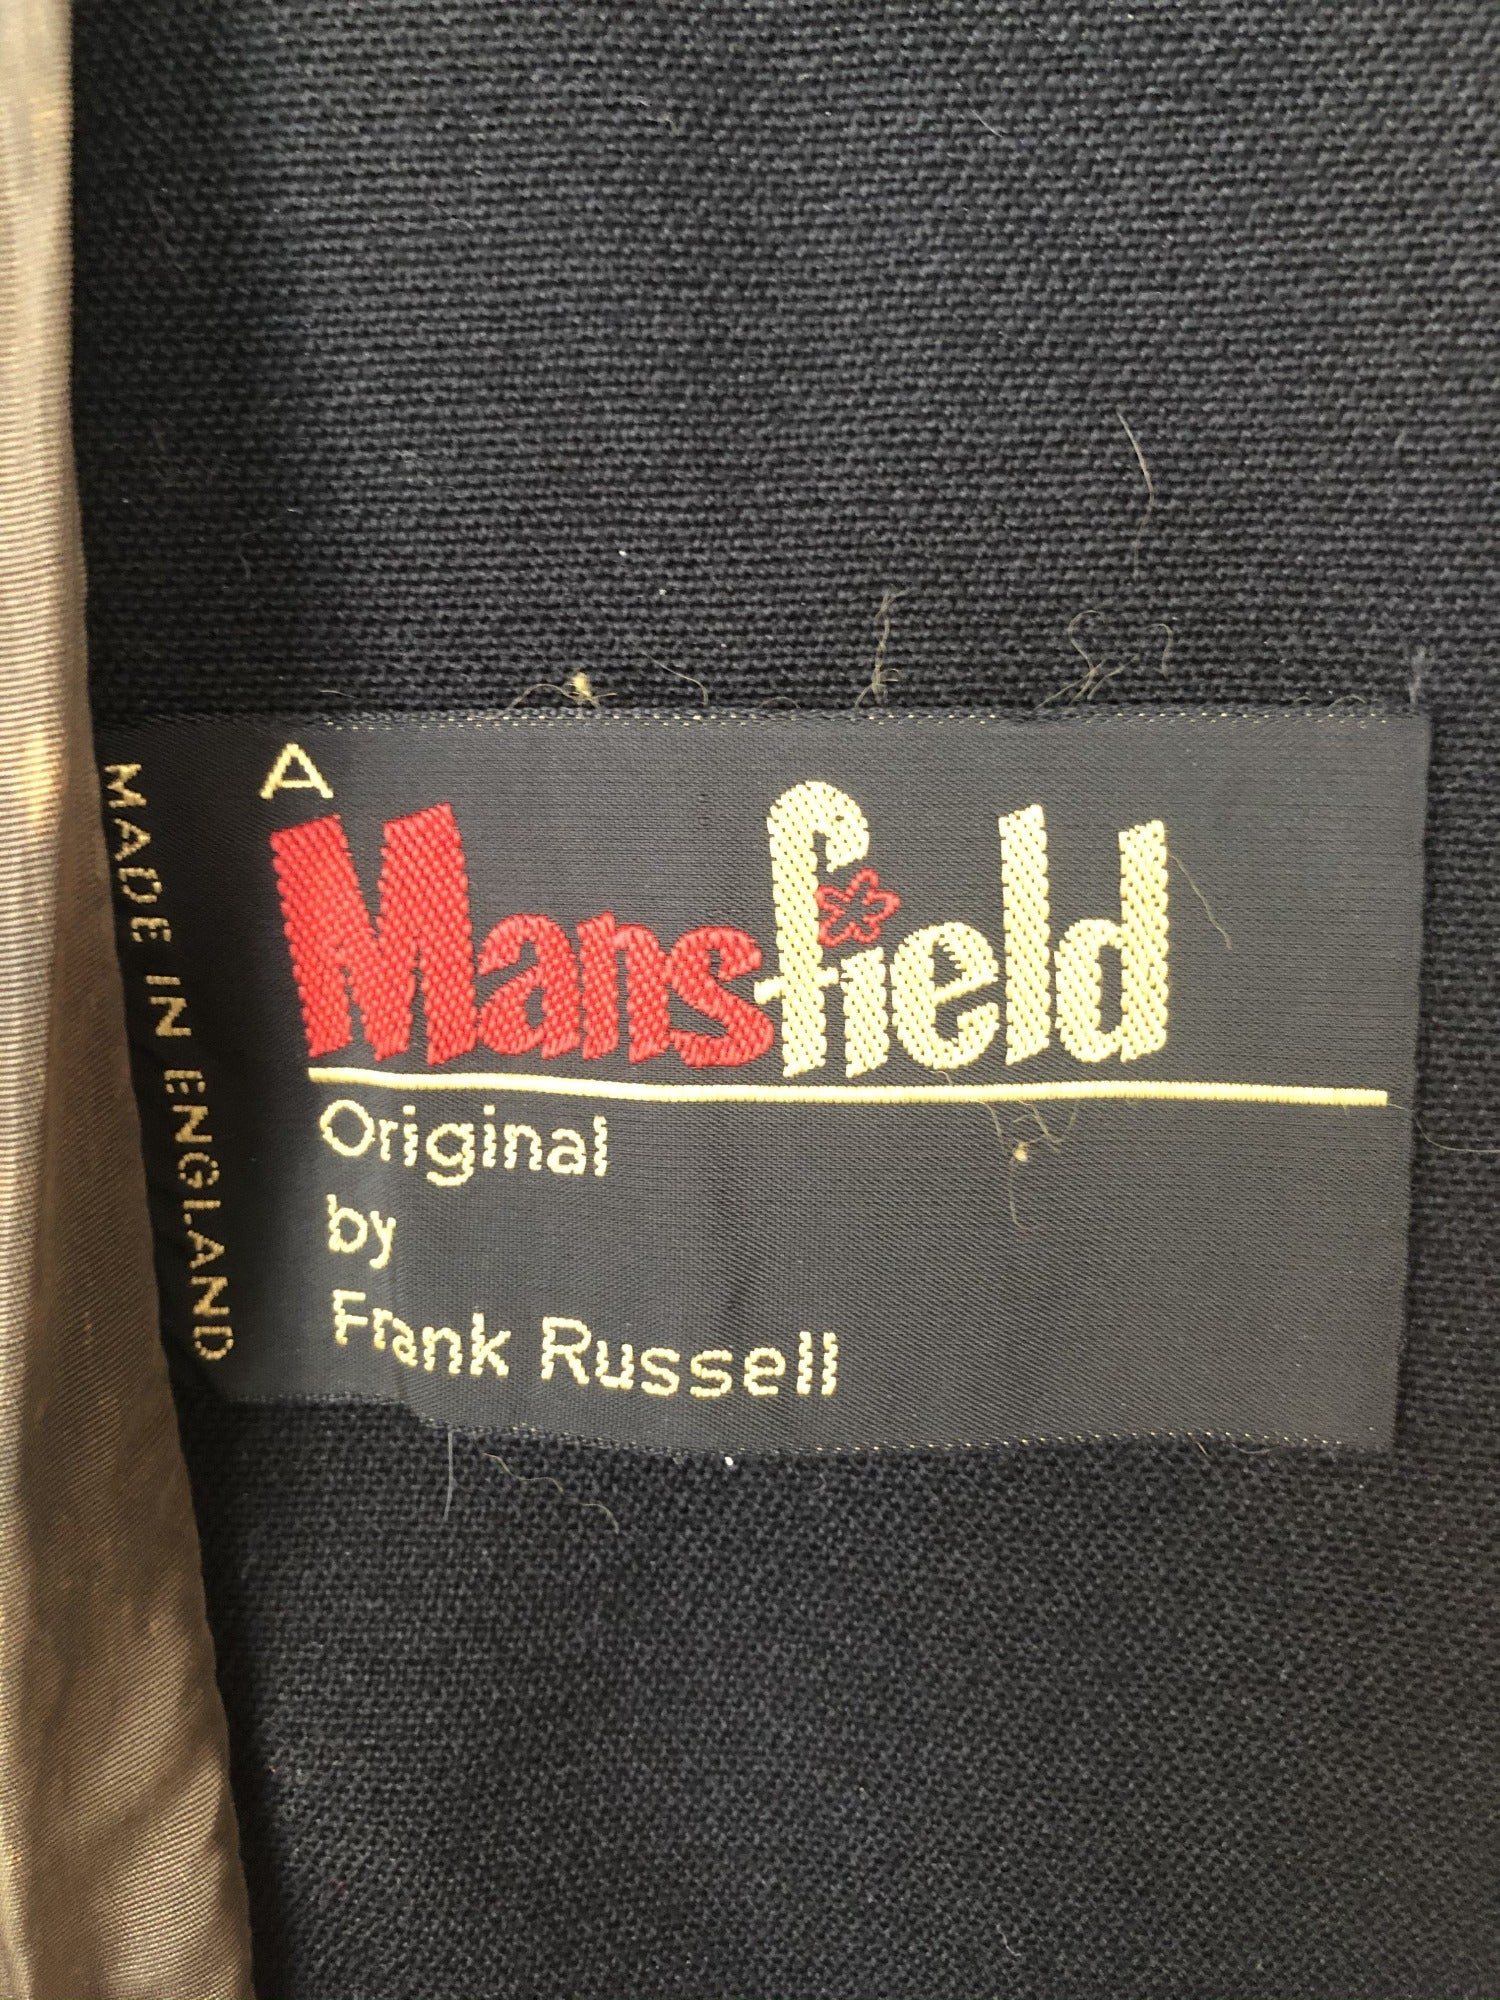 A
Mansfield
Original
by
Frank Russell
MADE IN ENGLAND